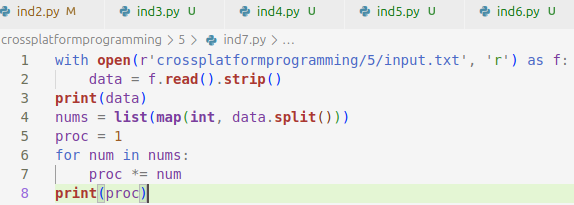 ind2.py M ind3.py U ind4.py U ind5.py U ind6.py U
crossplatformprogramming > 5 > ind7.py > ...
1 with open(r'crossplatformprogramming/5/input.txt', 'r') as f:
2     data = f.read().strip()
3 print(data)
4 nums = list(map(int, data.split()))
5 proc = 1
6 for num in nums:
7     proc *= num
8 print(proc)